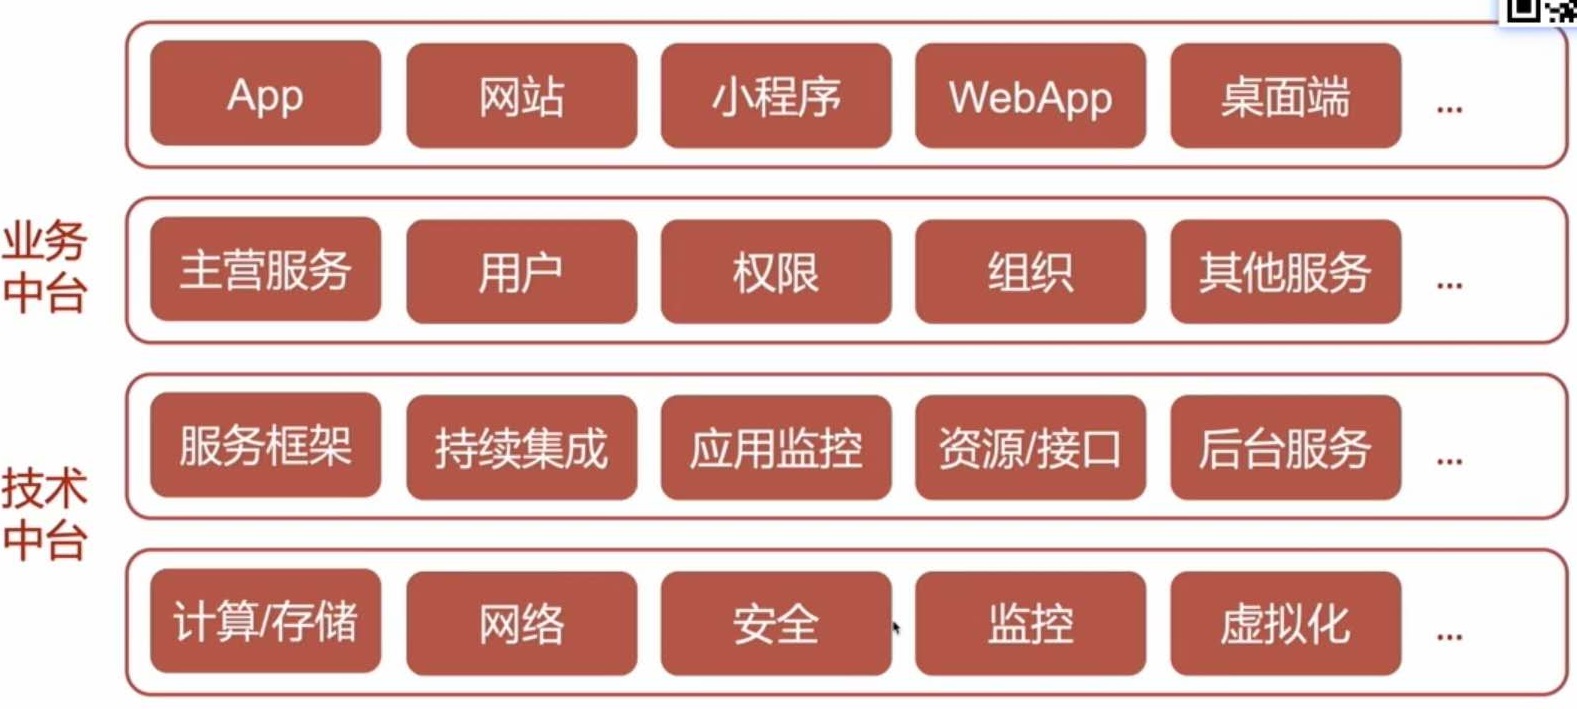 App
网站
小程序
WebApp
桌面端
...
业务
中台
主营服务
用户
权限
组织
其他服务
...
技术
中台
服务框架
持续集成
应用监控
资源/接口
后台服务
...
计算/存储
网络
安全
监控
虚拟化
...